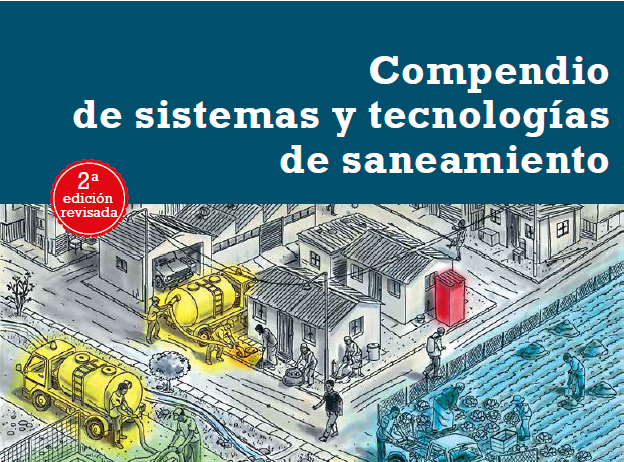 Compendio
de sistemas y tecnologías
de saneamiento
2ª
edición
revisada